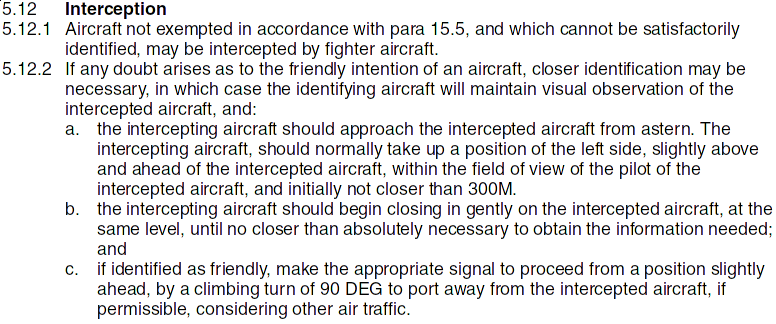 5.12 Interception
5.12.1 Aircraft not exempted in accordance with para 15.5, and which cannot be satisfactorily
identified, may be intercepted by fighter aircraft.
5.12.2 If any doubt arises as to the friendly intention of an aircraft, closer identification may be
necessary, in which case the identifying aircraft will maintain visual observation of the
intercepted aircraft, and:
a. the intercepting aircraft should approach the intercepted aircraft from astern. The
intercepting aircraft, should normally take up a position of the left side, slightly above
and ahead of the intercepted aircraft, within the field of view of the pilot of the
intercepted aircraft, and initially not closer than 300M.
b. the intercepting aircraft should begin closing in gently on the intercepted aircraft, at the
same level, until no closer than absolutely necessary to obtain the information needed;
and
c. if identified as friendly, make the appropriate signal to proceed from a position slightly
ahead, by a climbing turn of 90 DEG to port away from the intercepted aircraft, if
permissible, considering other air traffic.